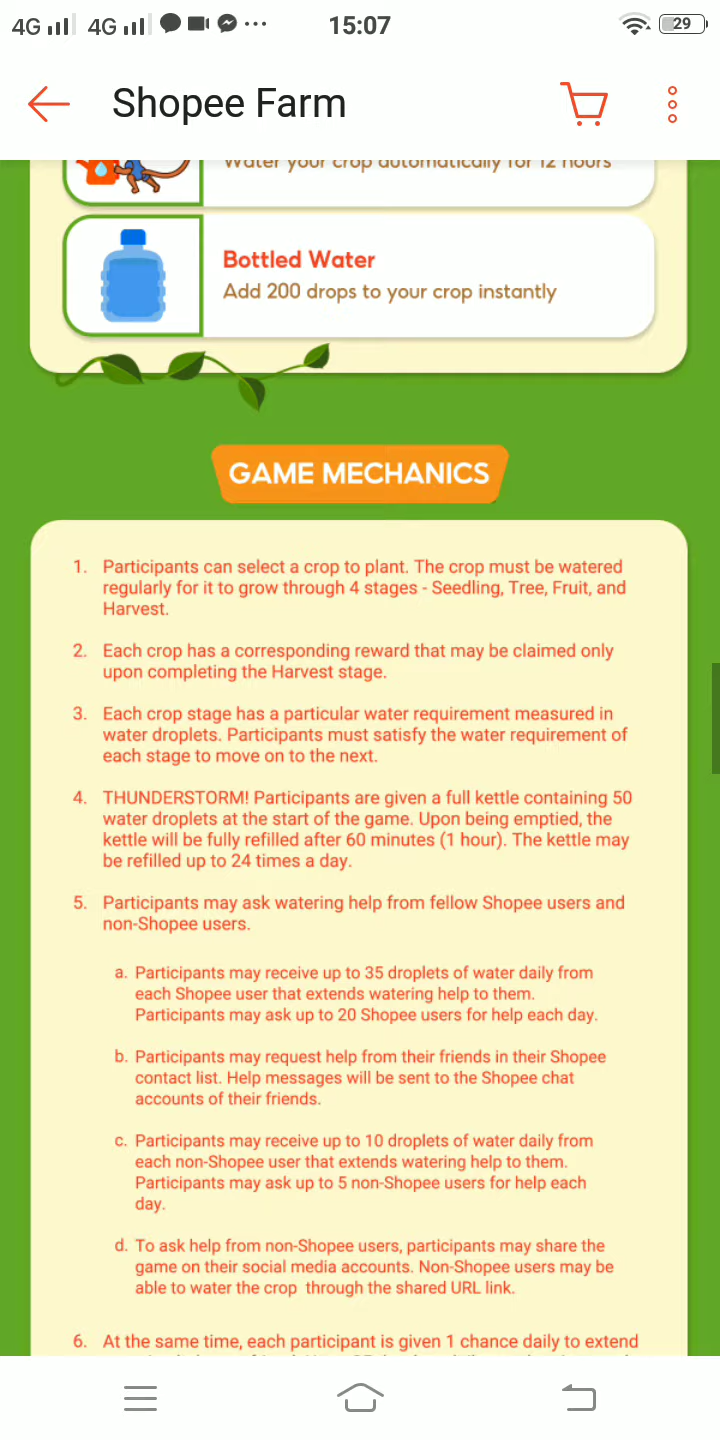 4G 4G ... 15:07 29
Shopee Farm
Water your crop automatically for 12 hours
Bottled Water
Add 200 drops to your crop instantly
GAME MECHANICS
1. Participants can select a crop to plant. The crop must be watered
regularly for it to grow through 4 stages - Seedling, Tree, Fruit, and
Harvest.
2. Each crop has a corresponding reward that may be claimed only
upon completing the Harvest stage.
3. Each crop stage has a particular water requirement measured in
water droplets. Participants must satisfy the water requirement of
each stage to move on to the next.
4. THUNDERSTORM! Participants are given a full kettle containing 50
water droplets at the start of the game. Upon being emptied, the
kettle will be fully refilled after 60 minutes (1 hour). The kettle may
be refilled up to 24 times a day.
5. Participants may ask watering help from fellow Shopee users and
non-Shopee users.
a. Participants may receive up to 35 droplets of water daily from
each Shopee user that extends watering help to them.
Participants may ask up to 20 Shopee users for help each day.
b. Participants may request help from their friends in their Shopee
contact list. Help messages will be sent to the Shopee chat
accounts of their friends.
c. Participants may receive up to 10 droplets of water daily from
each non-Shopee user that extends watering help to them.
Participants may ask up to 5 non-Shopee users for help each
day.
d. To ask help from non-Shopee users, participants may share the
game on their social media accounts. Non-Shopee users may be
able to water the crop through the shared URL link.
6. At the same time, each participant is given 1 chance daily to extend